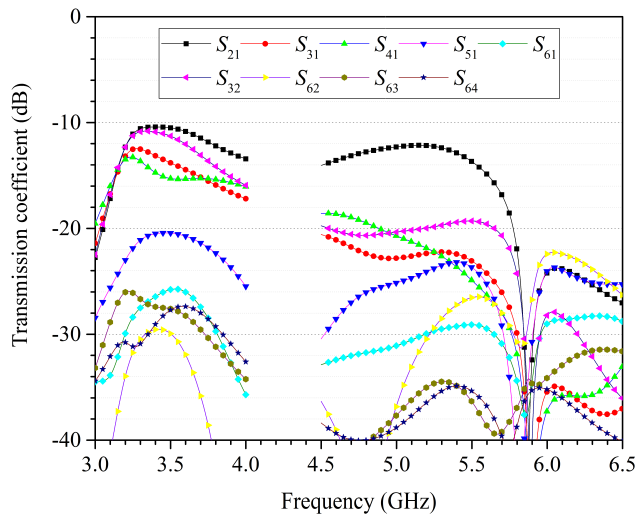 0
-10
-20
-30
-40
Transmission coefficient (dB)
S21 S31 S41 S51 S61
S32 S62 S63 S64
3.0 3.5 4.0 4.5 5.0 5.5 6.0 6.5
Frequency (GHz)